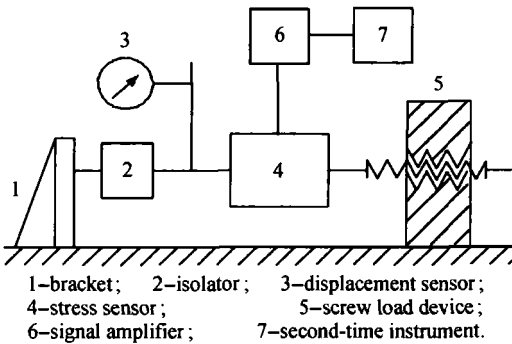 3
6
7
5
1
2
4
1–bracket; 2–isolator; 3–displacement sensor;
4–stress sensor; 5–screw load device;
6–signal amplifier; 7–second-time instrument.